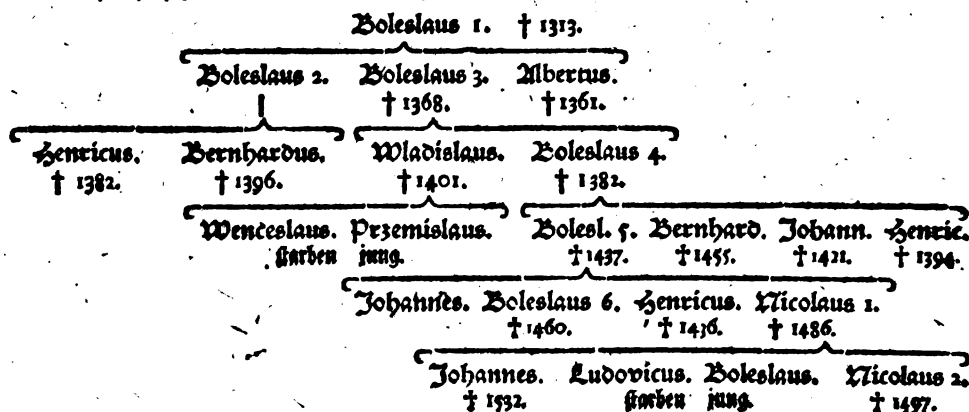 Boleslaus 1. † 1313.
Boleslaus 2. Boleslaus 3. Albertus.
† 1368. † 1361.
Henricus. Bernhardus. Wladislaus. Boleslaus 4.
† 1382. † 1396. † 1401. † 1382.
Wenceslaus. Przemislaus. Bolesl. 5. Bernhard. Johann. Henric.
starben jung. † 1437. † 1455. † 1421. † 1394.
Johannes. Boleslaus 6. Henricus. Nicolaus 1.
† 1460. † 1436. † 1486.
Johannes. Ludovicus. Boleslaus. Nicolaus 2.
† 1532. starben jung. † 1497.